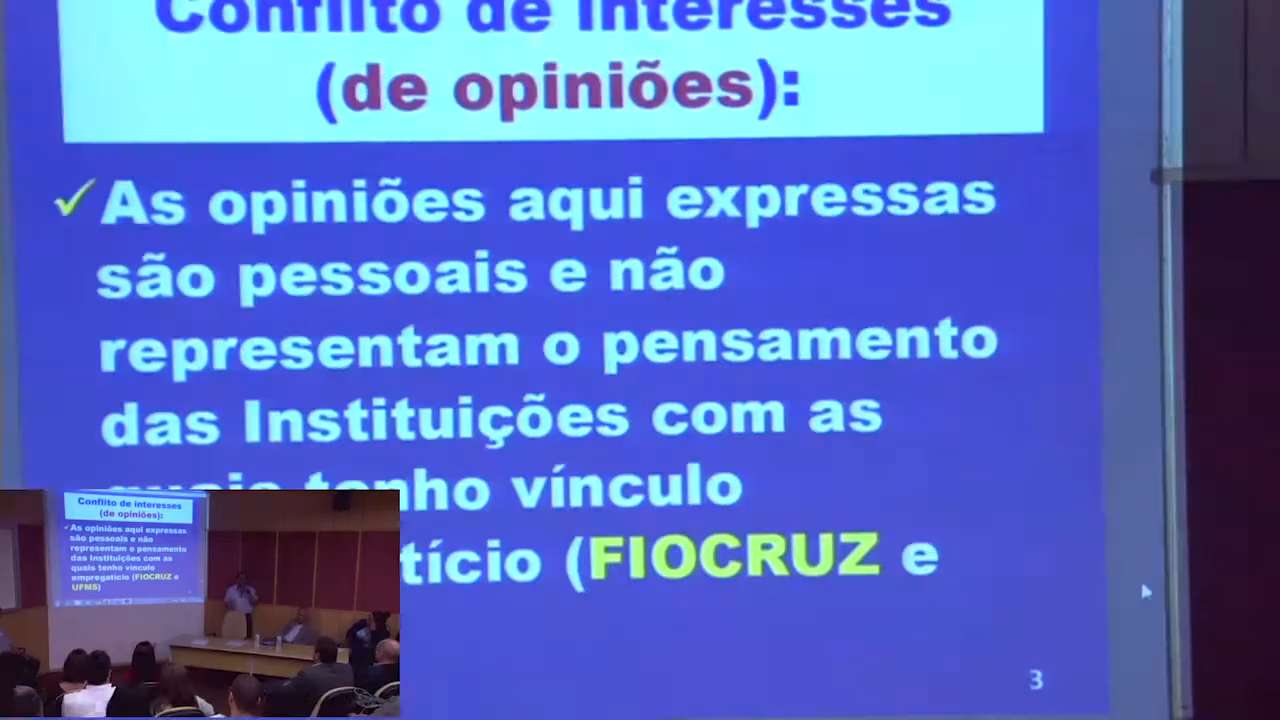 Conflito de interesses
(de opiniões):
✓As opiniões aqui expressas
são pessoais e não
representam o pensamento
das Instituições com as
quais tenho vínculo
tício (FIOCRUZ e
3
Conflito de interesses
(de opiniões):
✓As opiniões aqui expressas
são pessoais e não
representam o pensamento
das Instituições com as
quais tenho vínculo
empregatício (FIOCRUZ e
UFMS)